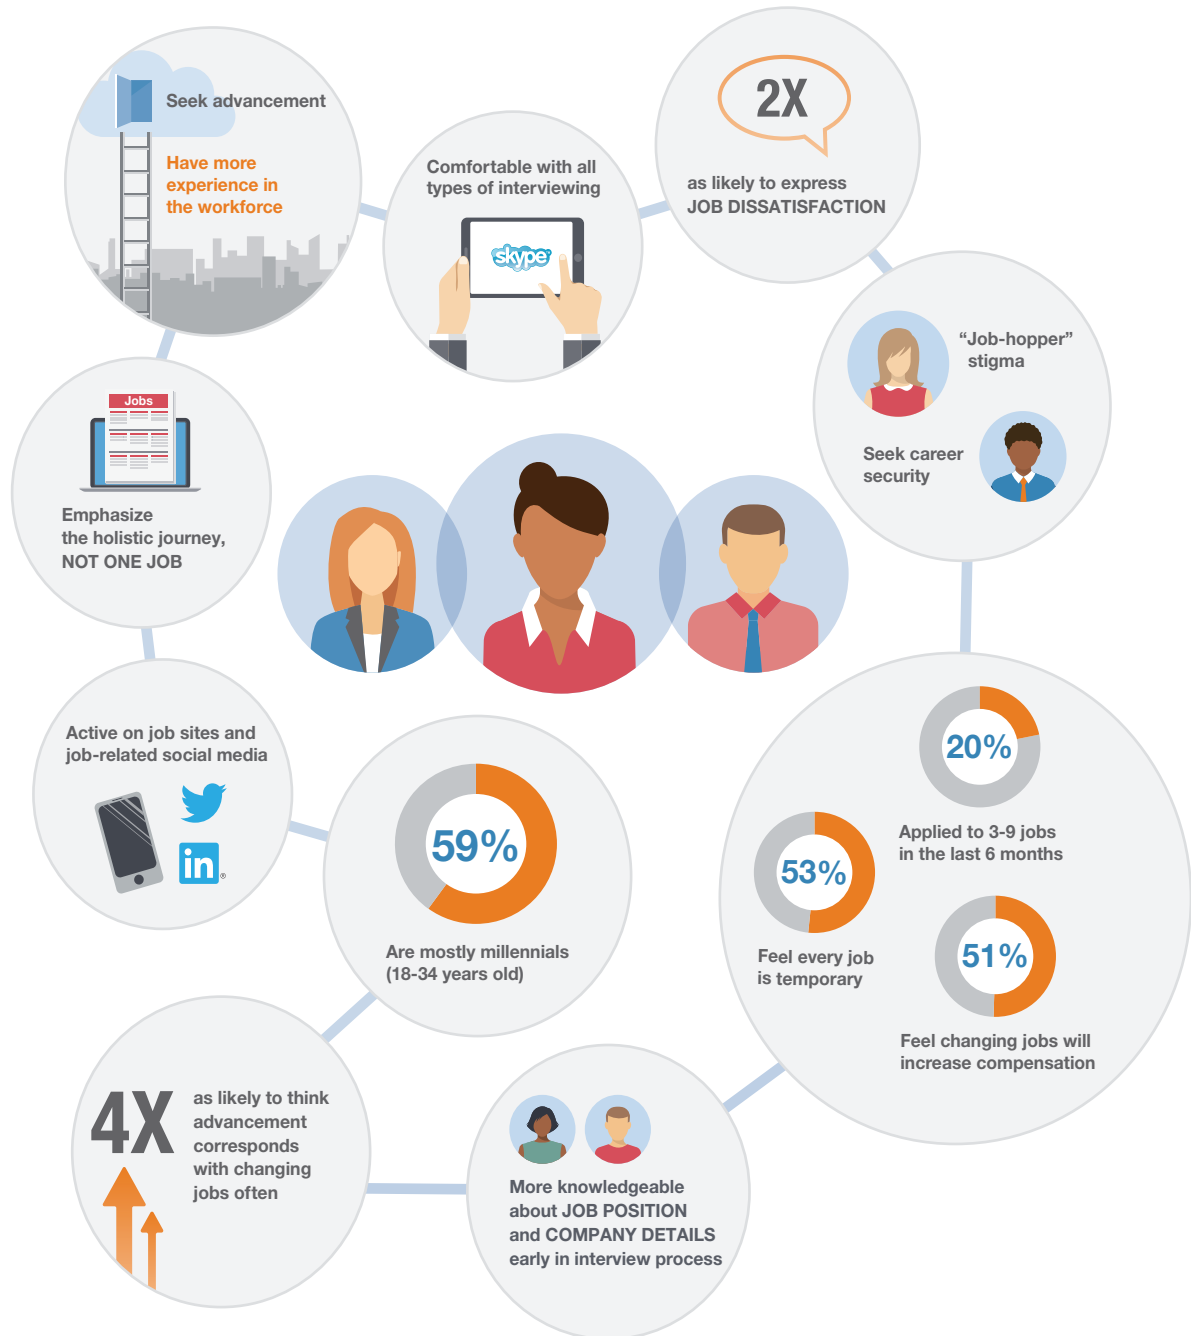 Seek advancement
Have more
experience in
the workforce
Comfortable with all
types of interviewing
skype
2X
as likely to express
JOB DISSATISFACTION
“Job-hopper”
stigma
Seek career
security
Jobs
Emphasize
the holistic journey,
NOT ONE JOB
Active on job sites and
job-related social media
in®
59%
Are mostly millennials
(18-34 years old)
20%
Applied to 3-9 jobs
in the last 6 months
53%
Feel every job
is temporary
51%
Feel changing jobs will
increase compensation
4X
as likely to think
advancement
corresponds
with changing
jobs often
More knowledgeable
about JOB POSITION
and COMPANY DETAILS
early in interview process